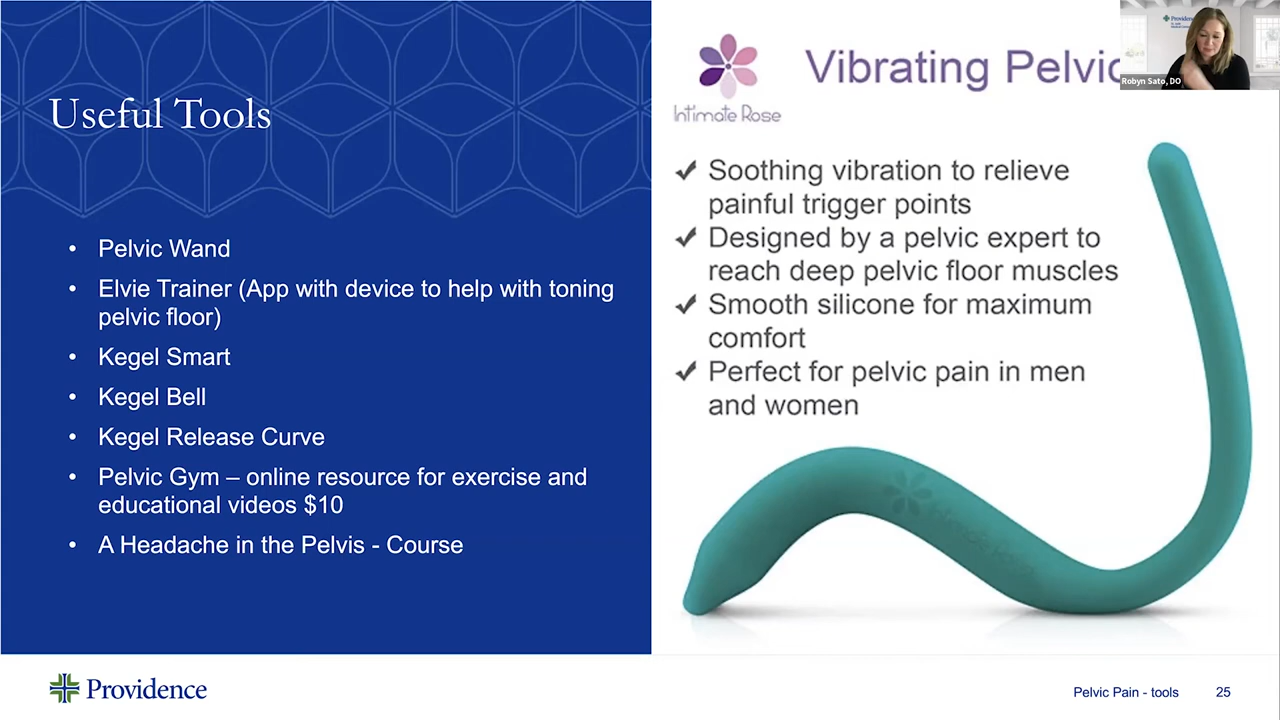 Useful Tools
• Pelvic Wand
• Elvie Trainer (App with device to help with toning
pelvic floor)
• Kegel Smart
• Kegel Bell
• Kegel Release Curve
• Pelvic Gym – online resource for exercise and
educational videos $10
• A Headache in the Pelvis - Course
Intimate Rose
Vibrating Pelvic
✔ Soothing vibration to relieve
painful trigger points
✔ Designed by a pelvic expert to
reach deep pelvic floor muscles
✔ Smooth silicone for maximum
comfort
✔ Perfect for pelvic pain in men
and women
Intimate Rose
Providence
Robyn Sato, DO
Providence
Pelvic Pain - tools
25